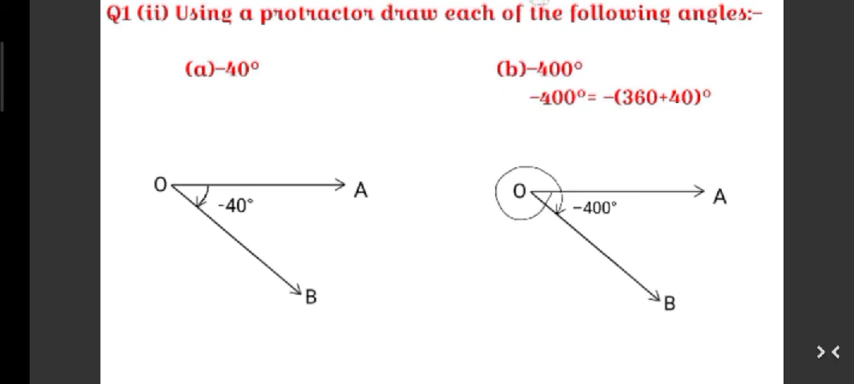 Q1 (ii) Using a protractor draw each of the following angles:-
(a)-40°
(b)-400°
-400°= -(360+40)°
O
A
-40°
B
O
A
-400°
B